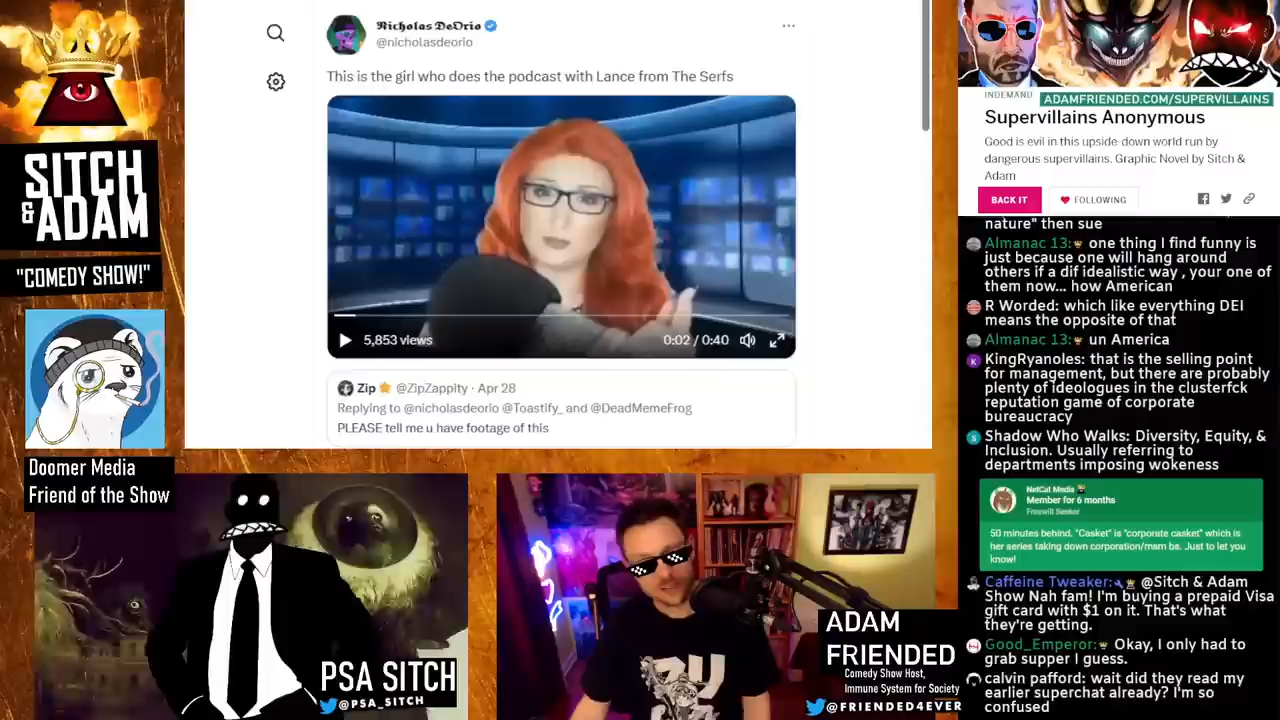 SITCH
& ADAM
"COMEDY SHOW!"
Doomer Media
Friend of the Show
Nicholas DeOrio
@nicholasdeorio
This is the girl who does the podcast with Lance from The Serfs
5,853 views
0:02 / 0:40
Zip @ZipZappity · Apr 28
Replying to @nicholasdeorio @Toastify_ and @DeadMemeFrog
PLEASE tell me u have footage of this
PSA SITCH
@PSA_SITCH
ADAM
FRIENDED
Comedy Show Host,
Immune System for Society
@FRIENDED4EVER
INDEMAND
ADAMFRIENDED.COM/SUPERVILLAINS
Supervillains Anonymous
Good is evil in this upside-down world run by
dangerous supervillains. Graphic Novel by Sitch &
Adam
BACK IT
FOLLOWING
nature" then sue
Almanac 13: one thing I find funny is
just because one will hang around
others if a dif idealistic way , your one of
them now... how American
R Worded: which like everything DEI
means the opposite of that
Almanac 13: un America
KingRyanoles: that is the selling point
for management, but there are probably
plenty of ideologues in the clusterfck
reputation game of corporate
bureaucracy
Shadow Who Walks: Diversity, Equity, &
Inclusion. Usually referring to
departments imposing wokeness
NetCat Media
Member for 6 months
Freewill Seeker
50 minutes behind. "Casket" is "corporate casket" which is
her series taking down corporation/msm bs. Just to let you
know!
Caffeine Tweaker: @Sitch & Adam
Show Nah fam! I'm buying a prepaid Visa
gift card with $1 on it. That's what
they're getting.
Good_Emperor: Okay, I only had to
grab supper I guess.
calvin pafford: wait did they read my
earlier superchat already? I'm so
confused